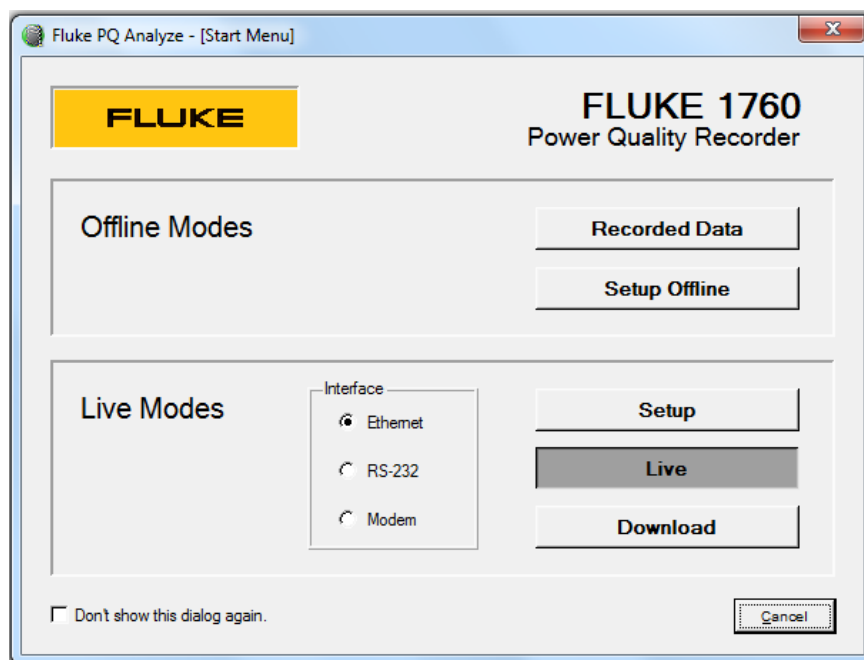 Fluke PQ Analyze - [Start Menu]
FLUKE
FLUKE 1760
Power Quality Recorder
Offline Modes
Recorded Data
Setup Offline
Live Modes
Interface
Ethernet
RS-232
Modem
Setup
Live
Download
Don't show this dialog again.
Cancel